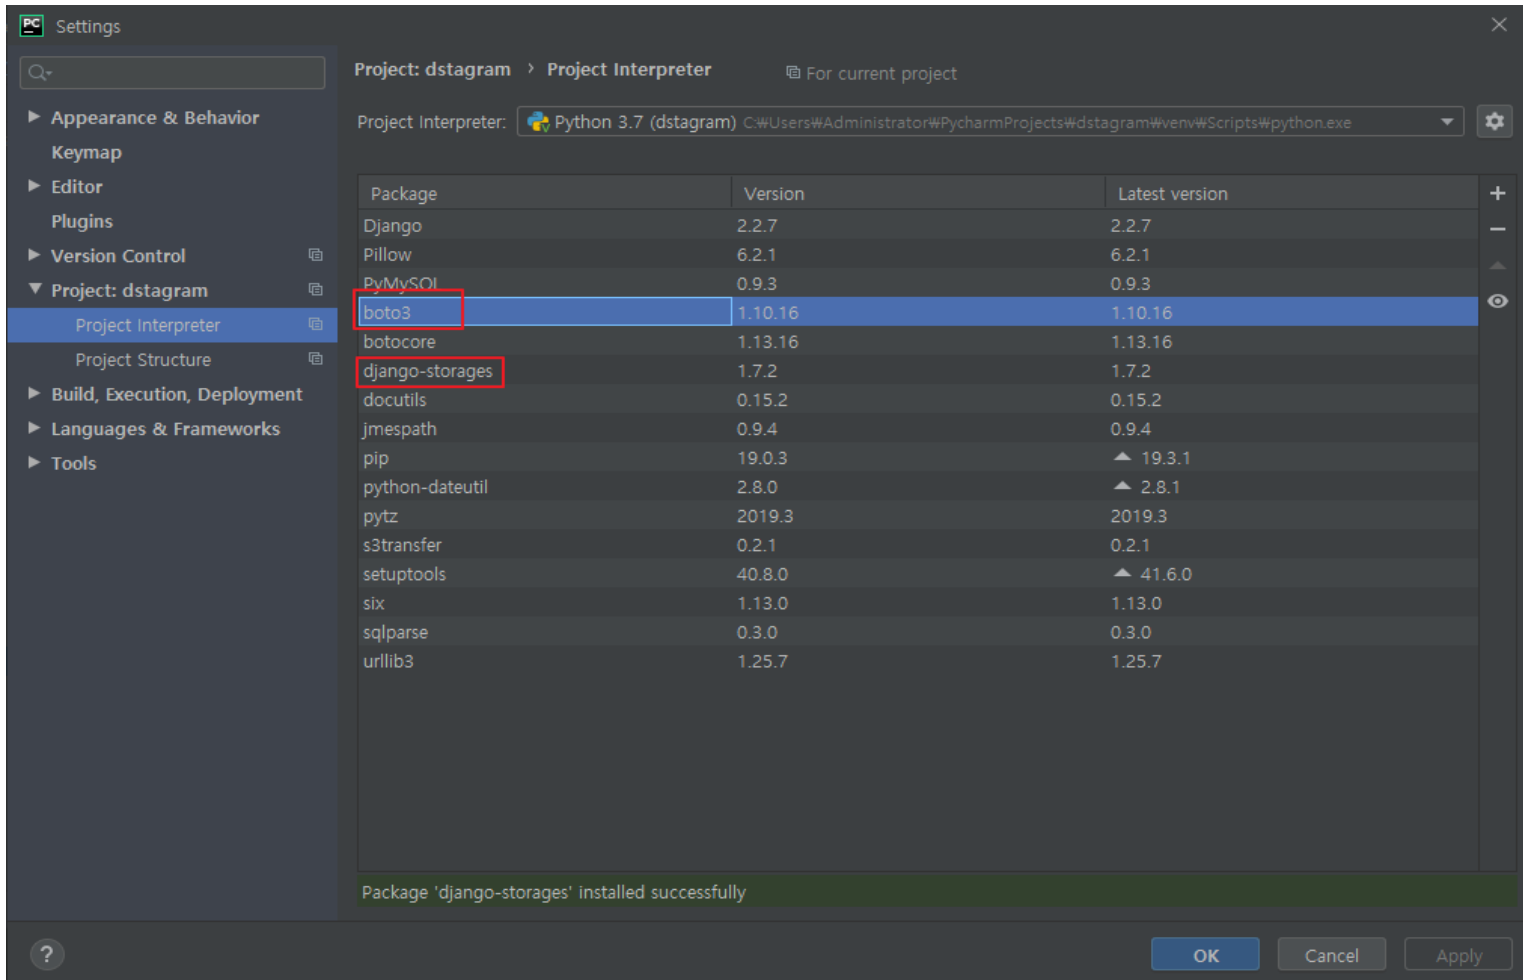 PC Settings
Project: dstagram › Project Interpreter For current project
Appearance & Behavior
Keymap
Editor
Plugins
Version Control
Project: dstagram
Project Interpreter
Project Structure
Build, Execution, Deployment
Languages & Frameworks
Tools
Project Interpreter: Python 3.7 (dstagram) C:₩Users₩Administrator₩PycharmProjects₩dstagram₩venv₩Scripts₩python.exe
Package Version Latest version
Django 2.2.7 2.2.7
Pillow 6.2.1 6.2.1
PyMySQL 0.9.3 0.9.3
boto3 1.10.16 1.10.16
botocore 1.13.16 1.13.16
django-storages 1.7.2 1.7.2
docutils 0.15.2 0.15.2
jmespath 0.9.4 0.9.4
pip 19.0.3 19.3.1
python-dateutil 2.8.0 2.8.1
pytz 2019.3 2019.3
s3transfer 0.2.1 0.2.1
setuptools 40.8.0 41.6.0
six 1.13.0 1.13.0
sqlparse 0.3.0 0.3.0
urllib3 1.25.7 1.25.7
Package 'django-storages' installed successfully
? OK Cancel Apply